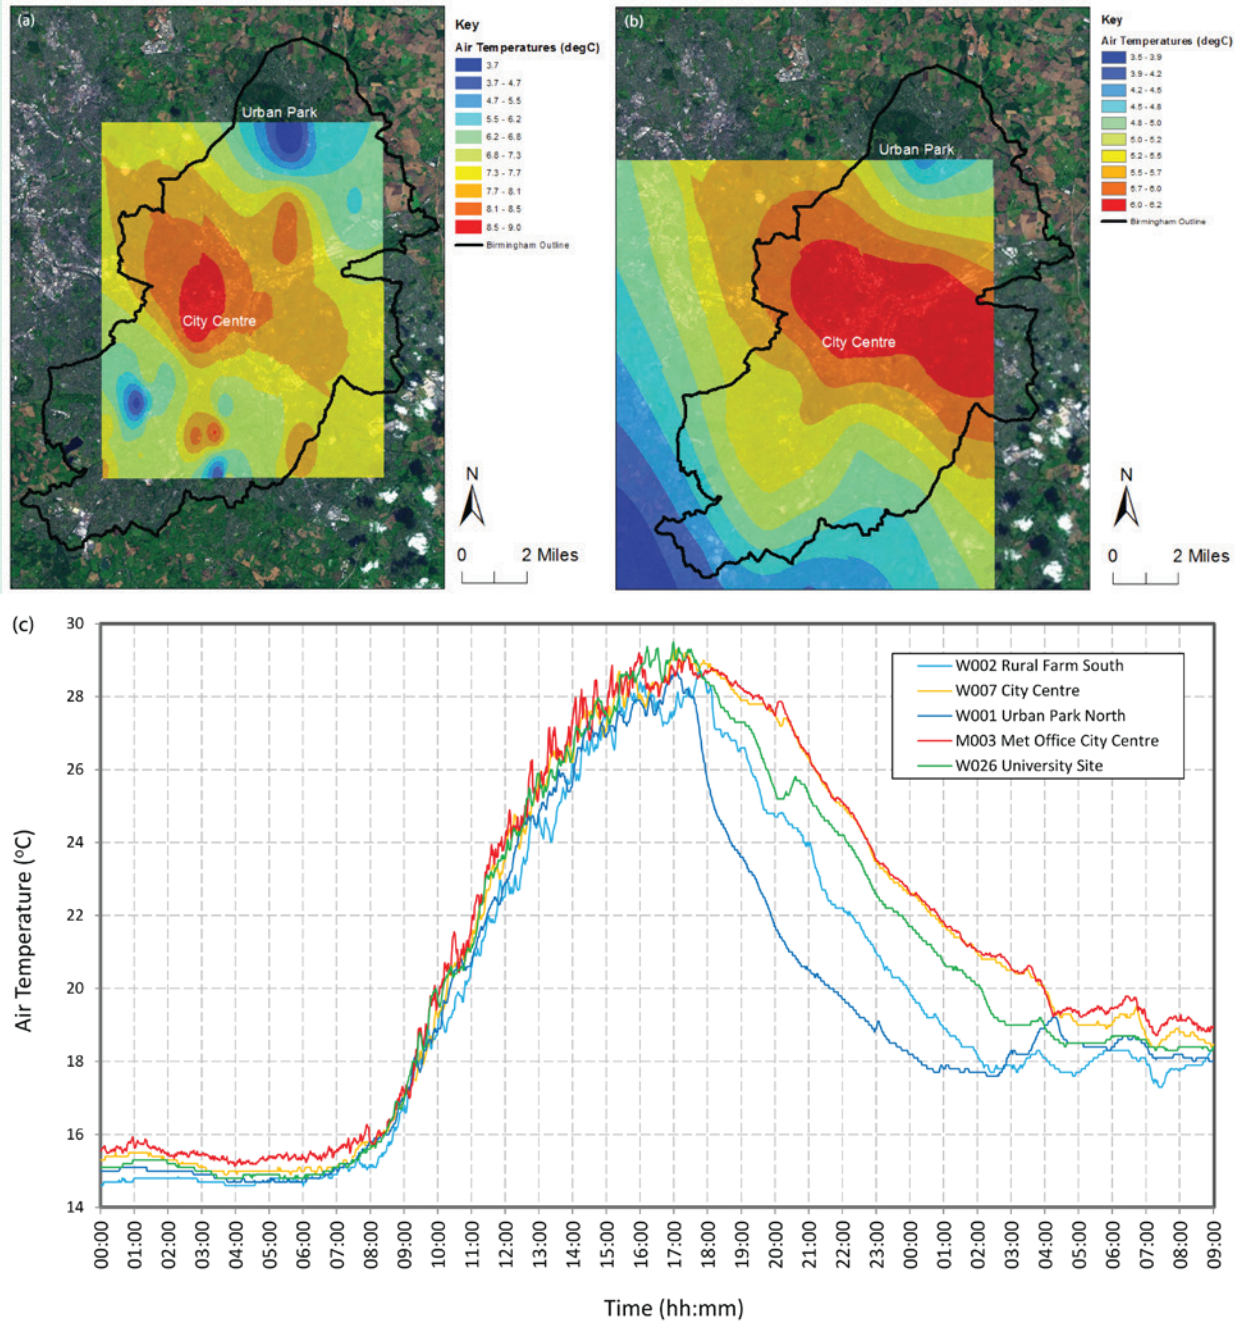 (a)
Urban Park
City Centre
Key
Air Temperatures (degC)
3.7
3.7 - 4.7
4.7 - 5.5
5.5 - 6.2
6.2 - 6.8
6.8 - 7.3
7.3 - 7.7
7.7 - 8.1
8.1 - 8.5
8.5 - 9.0
Birmingham Outline
N
0 2 Miles
(b)
Urban Park
City Centre
Key
Air Temperatures (degC)
3.5 - 3.9
3.9 - 4.2
4.2 - 4.5
4.5 - 4.8
4.8 - 5.0
5.0 - 5.2
5.2 - 5.5
5.5 - 5.7
5.7 - 6.0
6.0 - 6.2
Birmingham Outline
N
0 2 Miles
(c)
30
28
26
24
22
20
18
16
14
Air Temperature (°C)
W002 Rural Farm South
W007 City Centre
W001 Urban Park North
M003 Met Office City Centre
W026 University Site
00:00 01:00 02:00 03:00 04:00 05:00 06:00 07:00 08:00 09:00 10:00 11:00 12:00 13:00 14:00 15:00 16:00 17:00 18:00 19:00 20:00 21:00 22:00 23:00 00:00 01:00 02:00 03:00 04:00 05:00 06:00 07:00 08:00 09:00
Time (hh:mm)